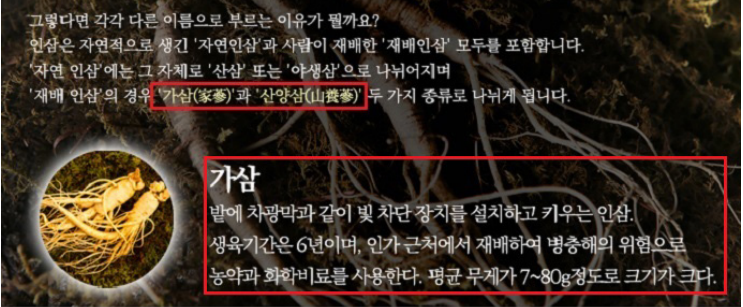 그렇다면 각각 다른 이름으로 부르는 이유가 뭘까요?
인삼은 자연적으로 생긴 '자연인삼'과 사람이 재배한 '재배인삼' 모두를 포함합니다.
'자연 인삼'에는 그 자체로 '산삼' 또는 '야생삼'으로 나뉘어지며
'재배 인삼'의 경우 '가삼(家蔘)'과 '산양삼(山養蔘)' 두 가지 종류로 나뉘게 됩니다.
가삼
밭에 차광막과 같이 빛 차단 장치를 설치하고 키우는 인삼.
생육기간은 6년이며, 인가 근처에서 재배하여 병충해의 위험으로
농약과 화학비료를 사용한다. 평균 무게가 7~80g정도로 크기가 크다.